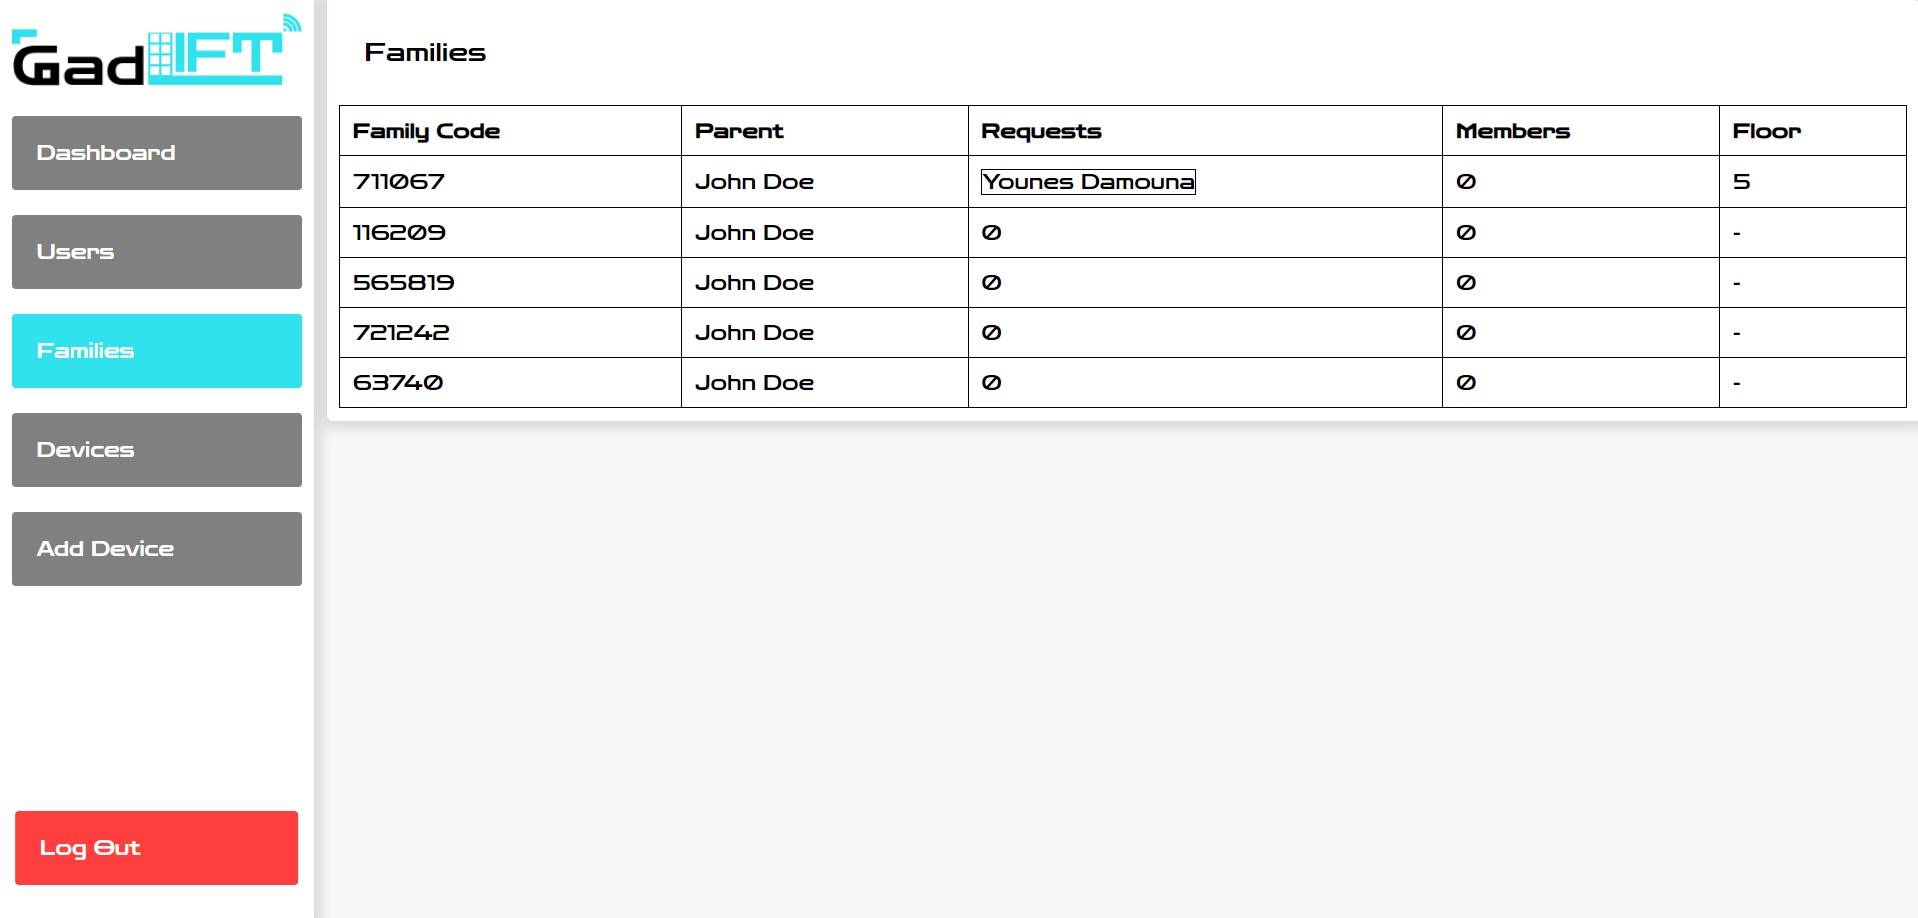 GadLIFT
Dashboard
Users
Families
Devices
Add Device
Log Out
Families
Family Code Parent Requests Members Floor
711067 John Doe Younes Damouna 0 5
116209 John Doe 0 0 -
565819 John Doe 0 0 -
721242 John Doe 0 0 -
63740 John Doe 0 0 -